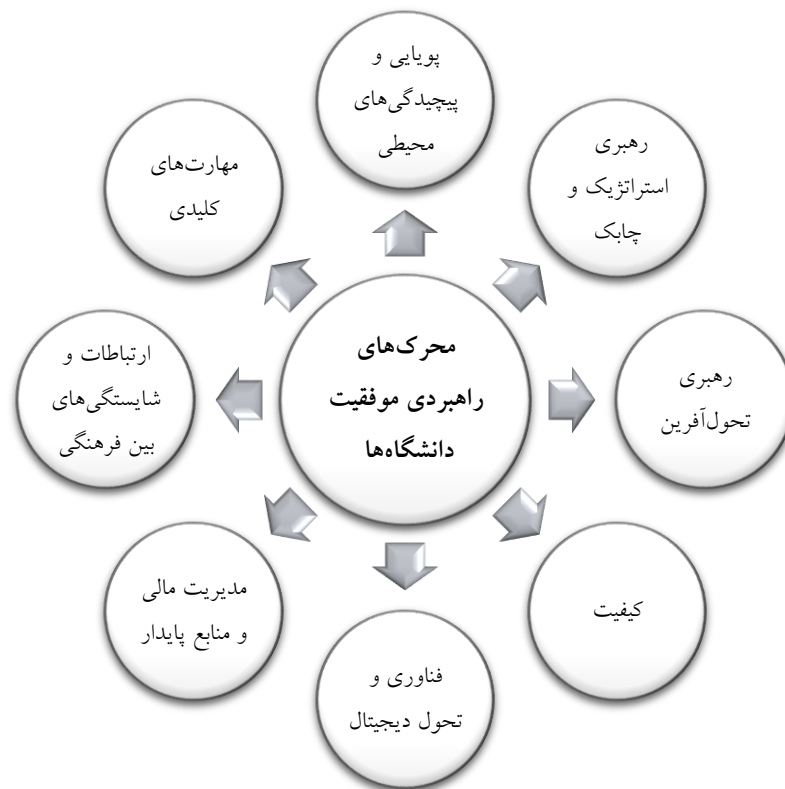 محرک‌های
راهبردی موفقیت
دانشگاه‌ها
پویایی و
پیچیدگی‌های
محیطی
رهبری
استراتژیک و
چابک
رهبری
تحول‌آفرین
کیفیت
فناوری و
تحول دیجیتال
مدیریت مالی
و منابع پایدار
ارتباطات و
شایستگی‌های
بین فرهنگی
مهارت‌های
کلیدی